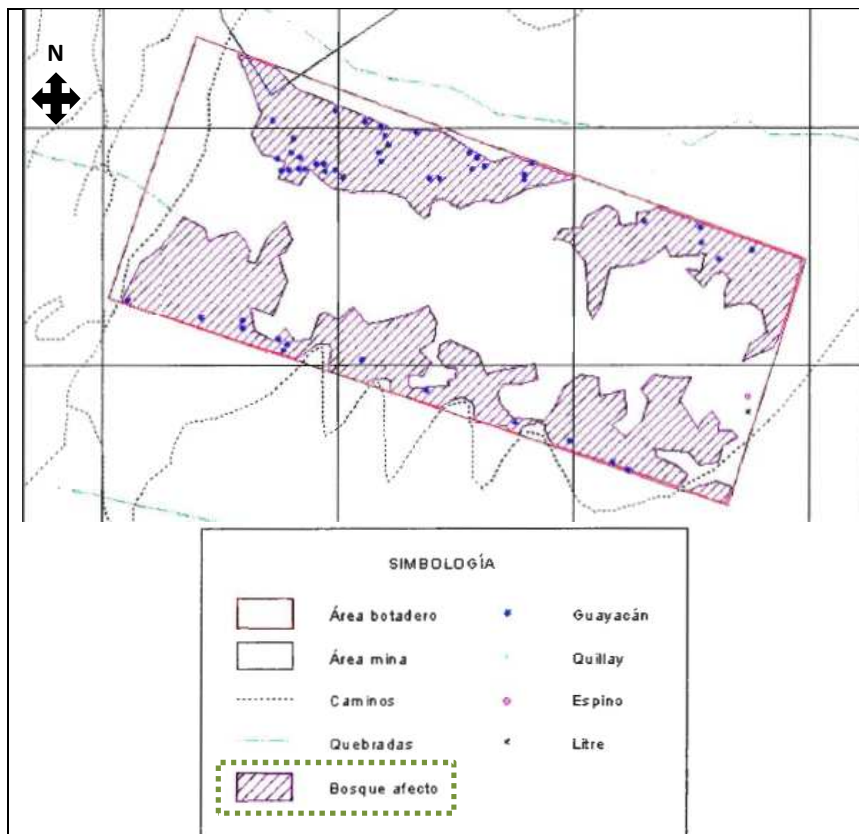 N
SIMBOLOGÍA
Área botadero
Guayacán
Área mina
Quillay
Caminos
Espino
Quebradas
Litre
Bosque afecto